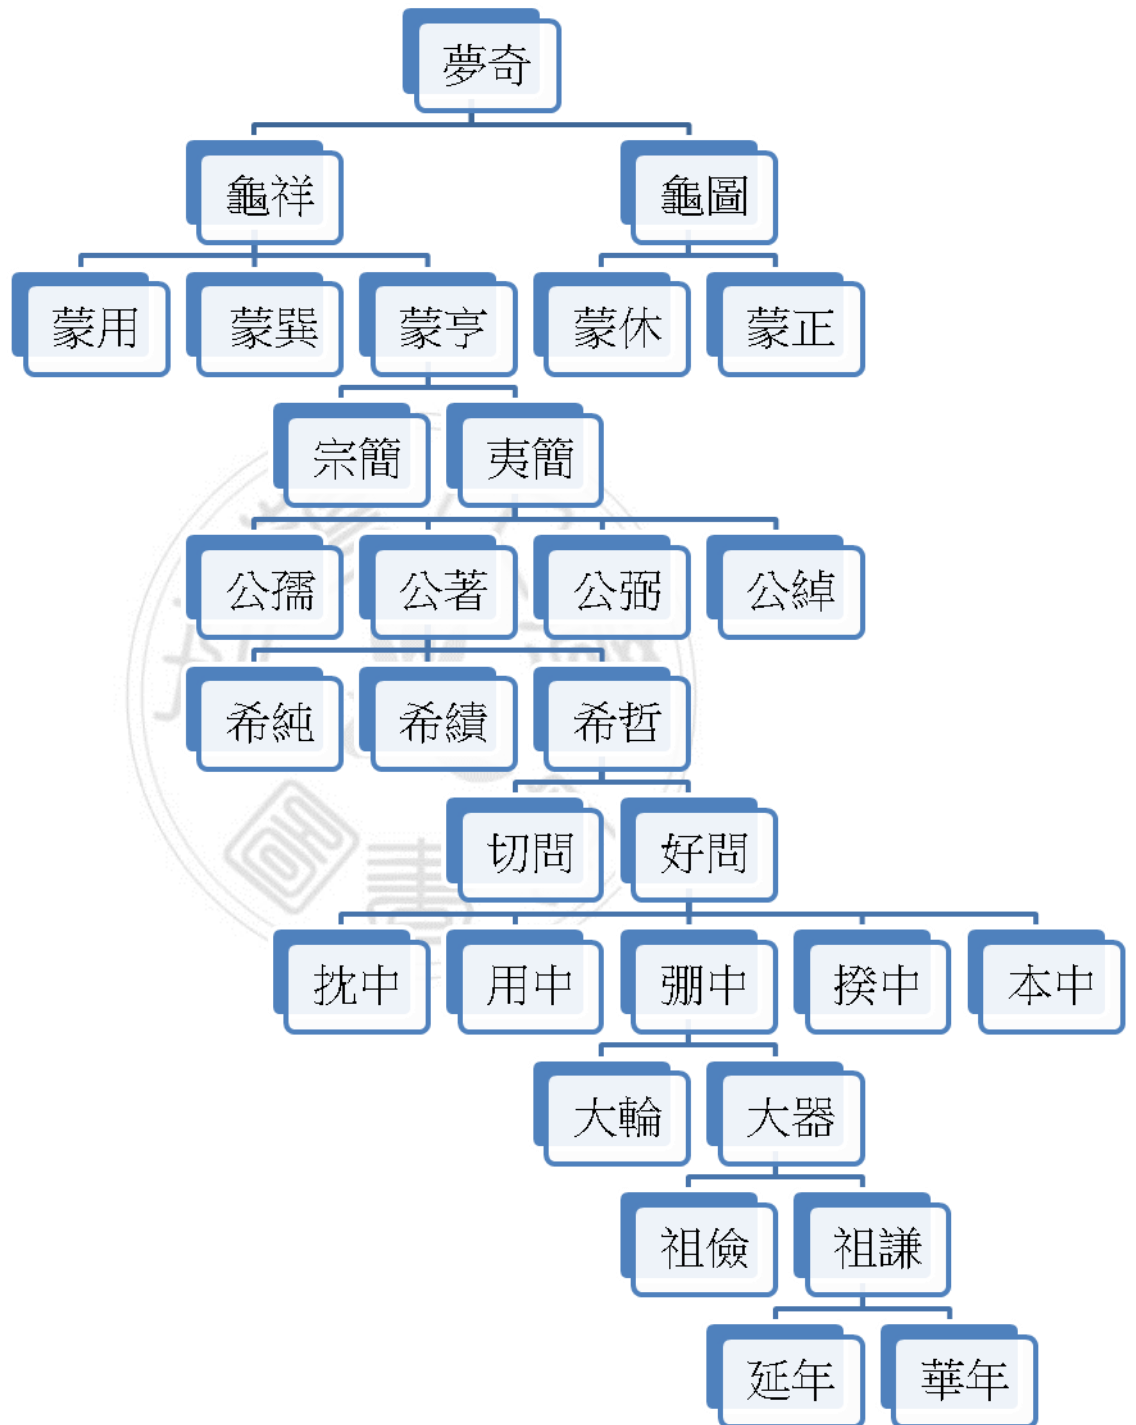 夢奇
龜祥 龜圖
蒙用 蒙巽 蒙亨 蒙休 蒙正
宗簡 夷簡
公孺 公著 公弼 公綽
希純 希績 希哲
切問 好問
抌中 用中 弸中 揆中 本中
大輪 大器
祖儉 祖謙
延年 華年